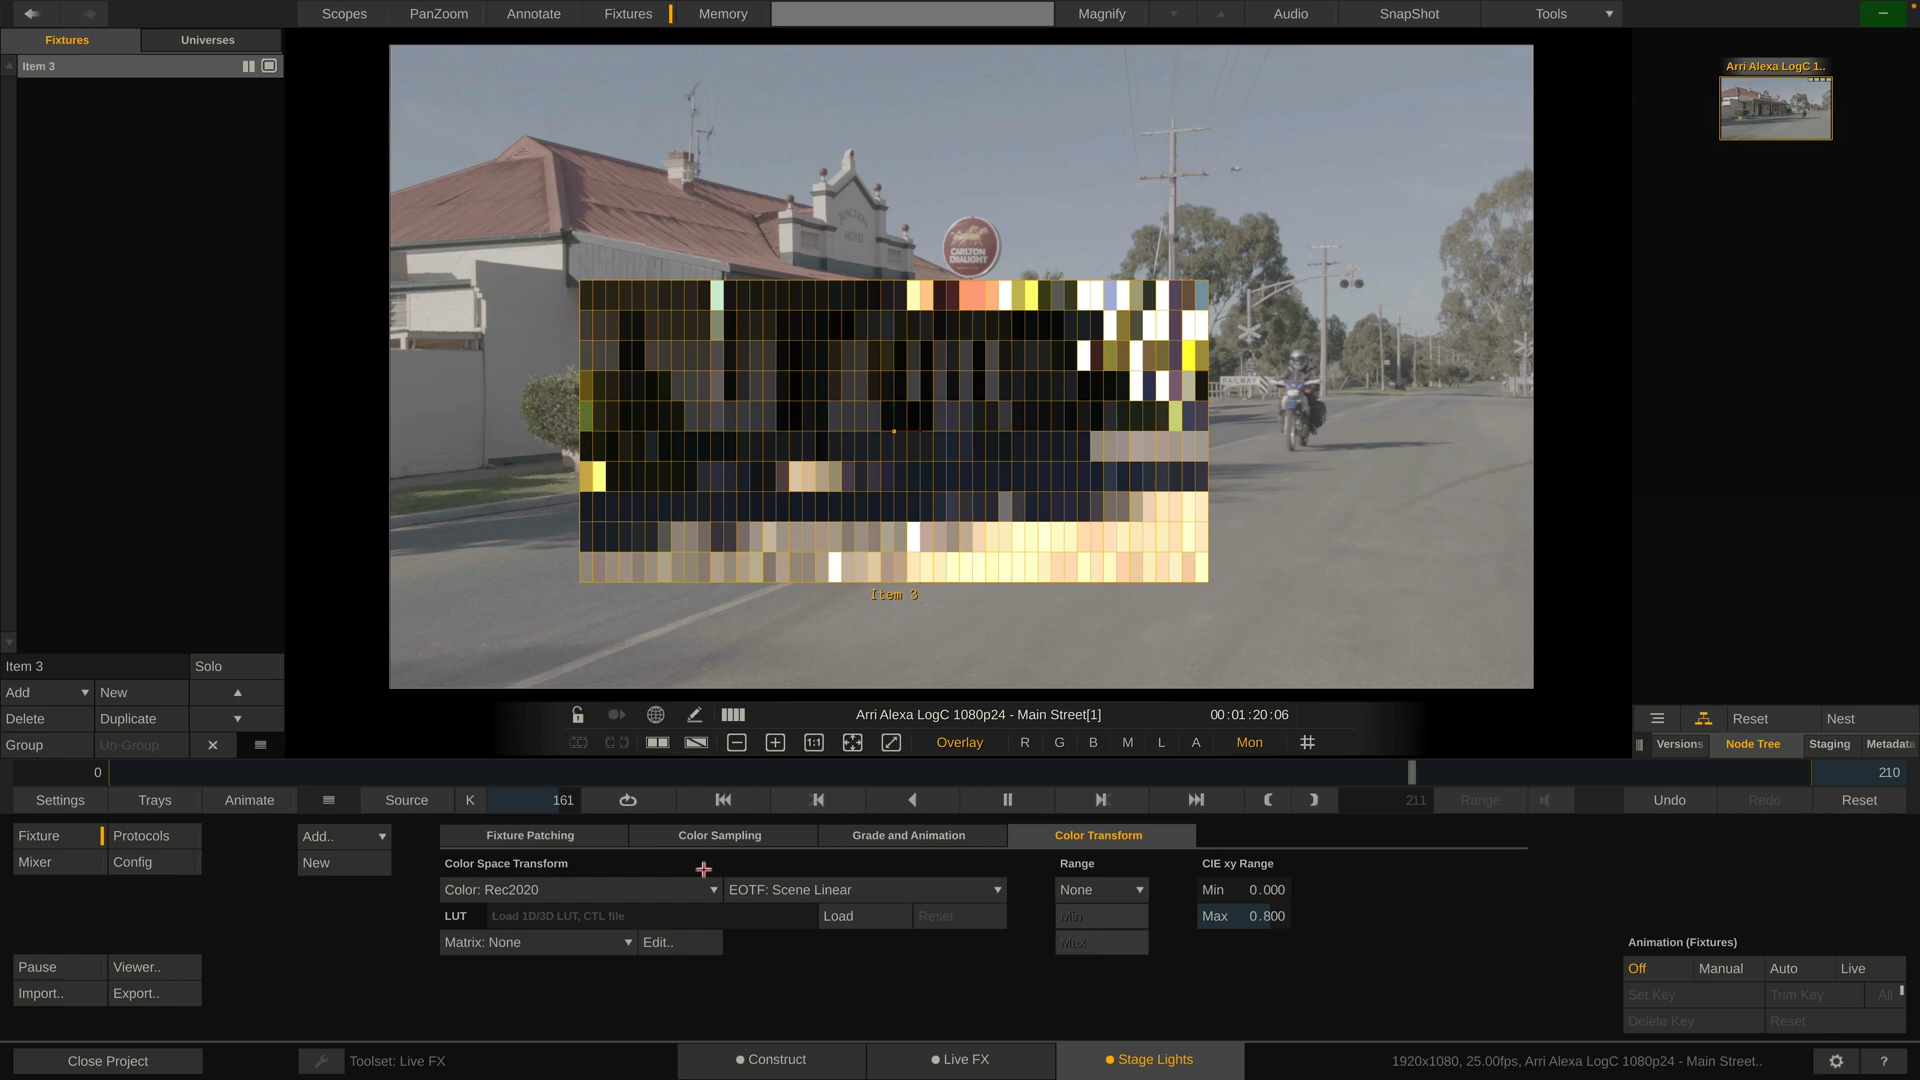 Scopes PanZoom Annotate Fixtures Memory Magnify Audio SnapShot Tools
Fixtures Universes
Item 3
Arri Alexa LogC 1..
JUNCTION
HOTEL
CARLTON
DRAUGHT
RAILWAY
Item 3
Item 3 Solo
Add New
Delete Duplicate
Group Un-Group
Arri Alexa LogC 1080p24 - Main Street[1] 00:01:20:06
1:1 Overlay R G B M L A Mon
Reset Nest
Versions Node Tree Staging Metadata
0 210
Settings Trays Animate Source K 161 211 Range Undo Redo Reset
Fixture Protocols
Mixer Config
Add..
New
Fixture Patching Color Sampling Grade and Animation Color Transform
Color Space Transform Range CIE xy Range
Color: Rec2020 EOTF: Scene Linear None Min 0.000
LUT Load 1D/3D LUT, CTL file Load Reset Min Max 0.800
Matrix: None Edit.. Max
Pause Viewer..
Import.. Export..
Animation (Fixtures)
Off Manual Auto Live
Set Key Trim Key All
Delete Key Reset
Close Project Toolset: Live FX Construct Live FX Stage Lights 1920x1080, 25.00fps, Arri Alexa LogC 1080p24 - Main Street.. ?